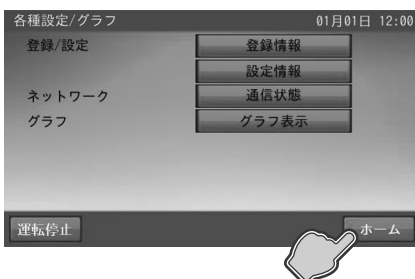 各種設定/グラフ 01月01日 12:00
登録/設定 登録情報
設定情報
ネットワーク 通信状態
グラフ グラフ表示
運転停止 ホーム